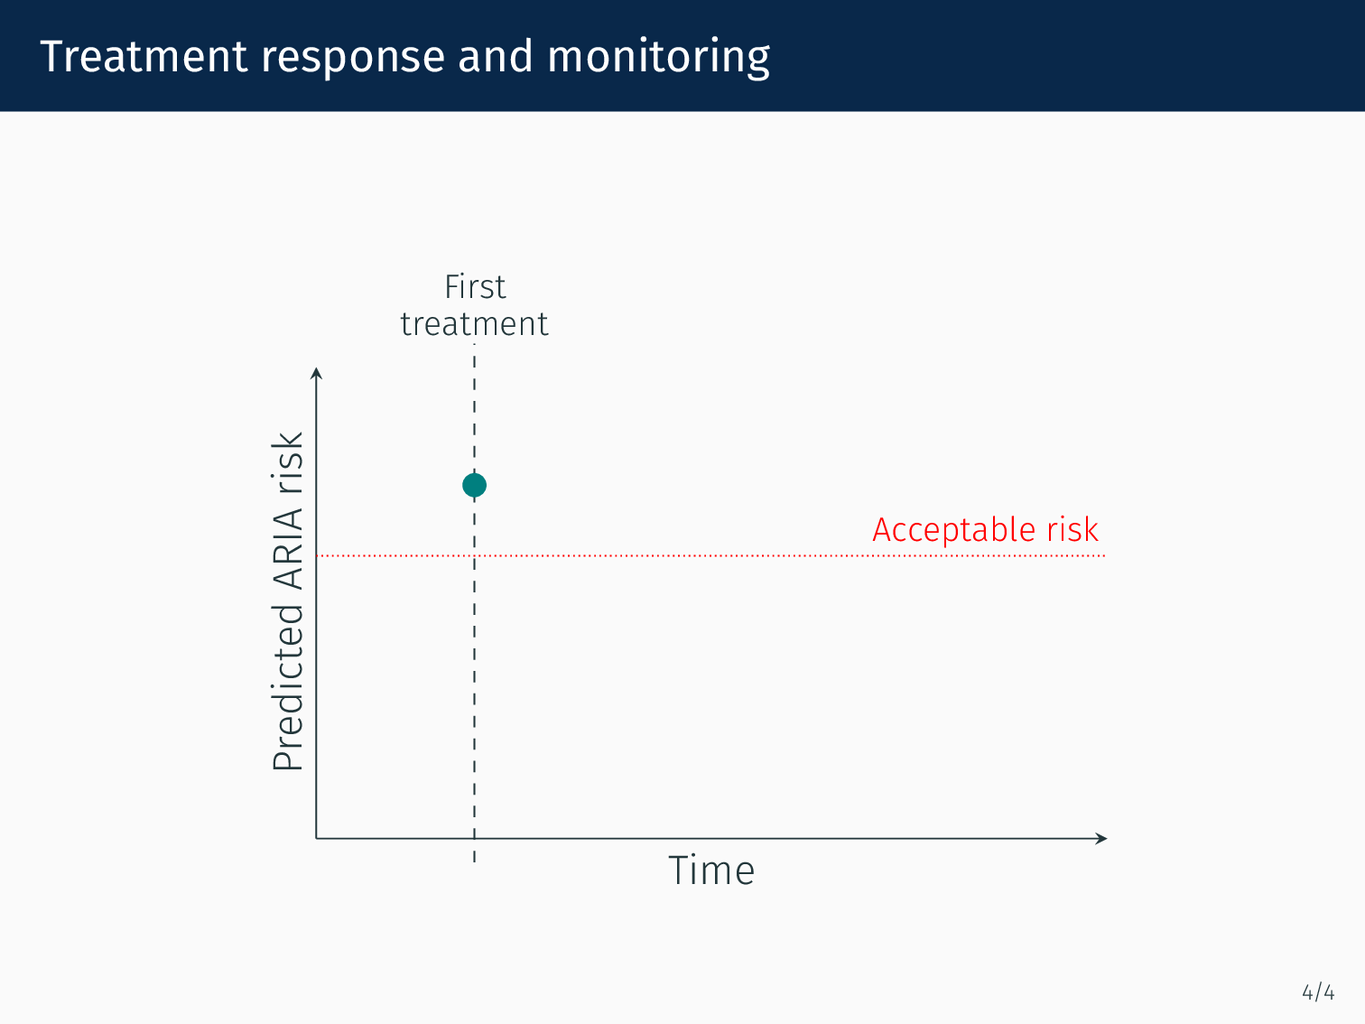 Treatment response and monitoring
First
treatment
Predicted ARIA risk
Acceptable risk
Time
4/4